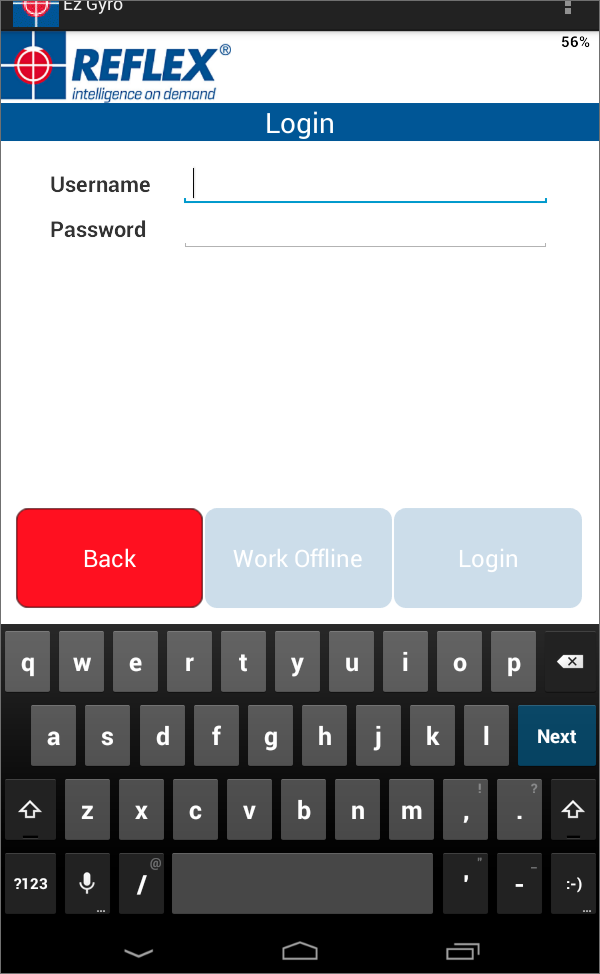 Ez Gyro
56%
REFLEX®
intelligence on demand
Login
Username
Password
Back Work Offline Login
q w e r t y u i o p
a s d f g h j k l Next
z x c v b n m , ! . ?
?123 ... / @ ' " - _ :-) ...